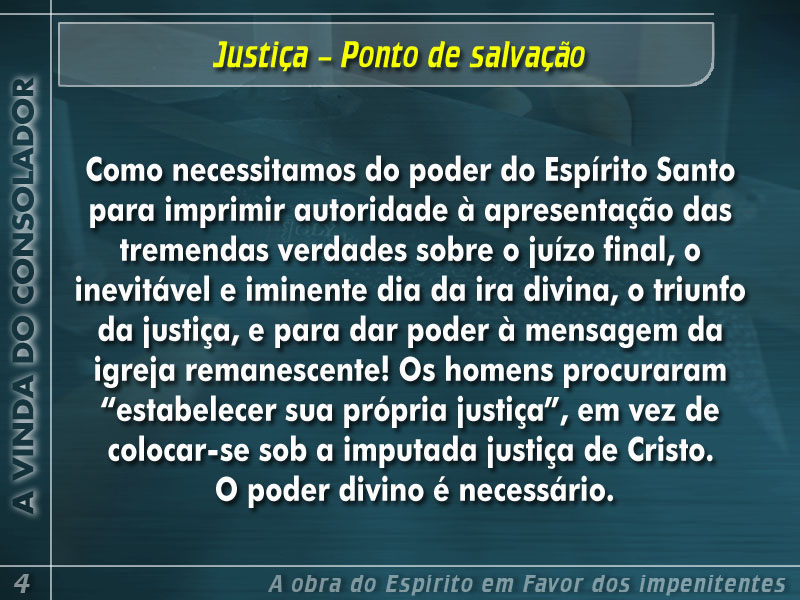 Justiça – Ponto de salvação
A VINDA DO CONSOLADOR
Como necessitamos do poder do Espírito Santo
para imprimir autoridade à apresentação das
tremendas verdades sobre o juízo final, o
inevitável e iminente dia da ira divina, o triunfo
da justiça, e para dar poder à mensagem da
igreja remanescente! Os homens procuraram
“estabelecer sua própria justiça”, em vez de
colocar-se sob a imputada justiça de Cristo.
O poder divino é necessário.
4
A obra do Espírito em Favor dos impenitentes